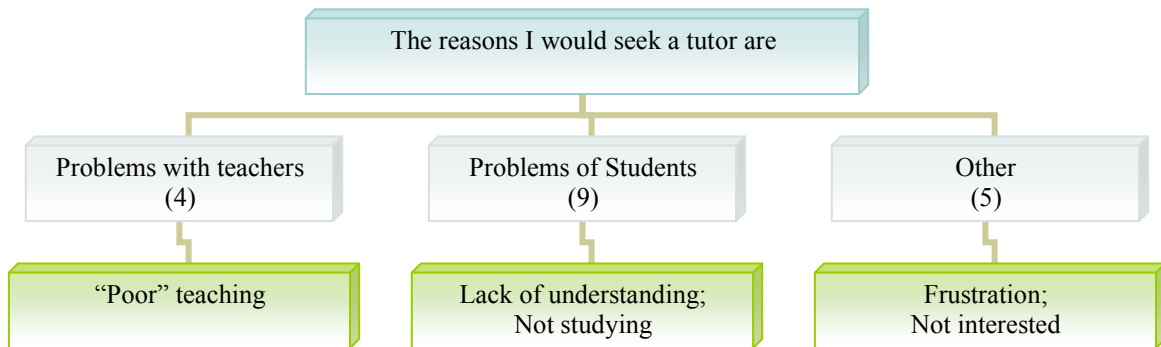 The reasons I would seek a tutor are
Problems with teachers
(4)
Problems of Students
(9)
Other
(5)
“Poor” teaching
Lack of understanding;
Not studying
Frustration;
Not interested